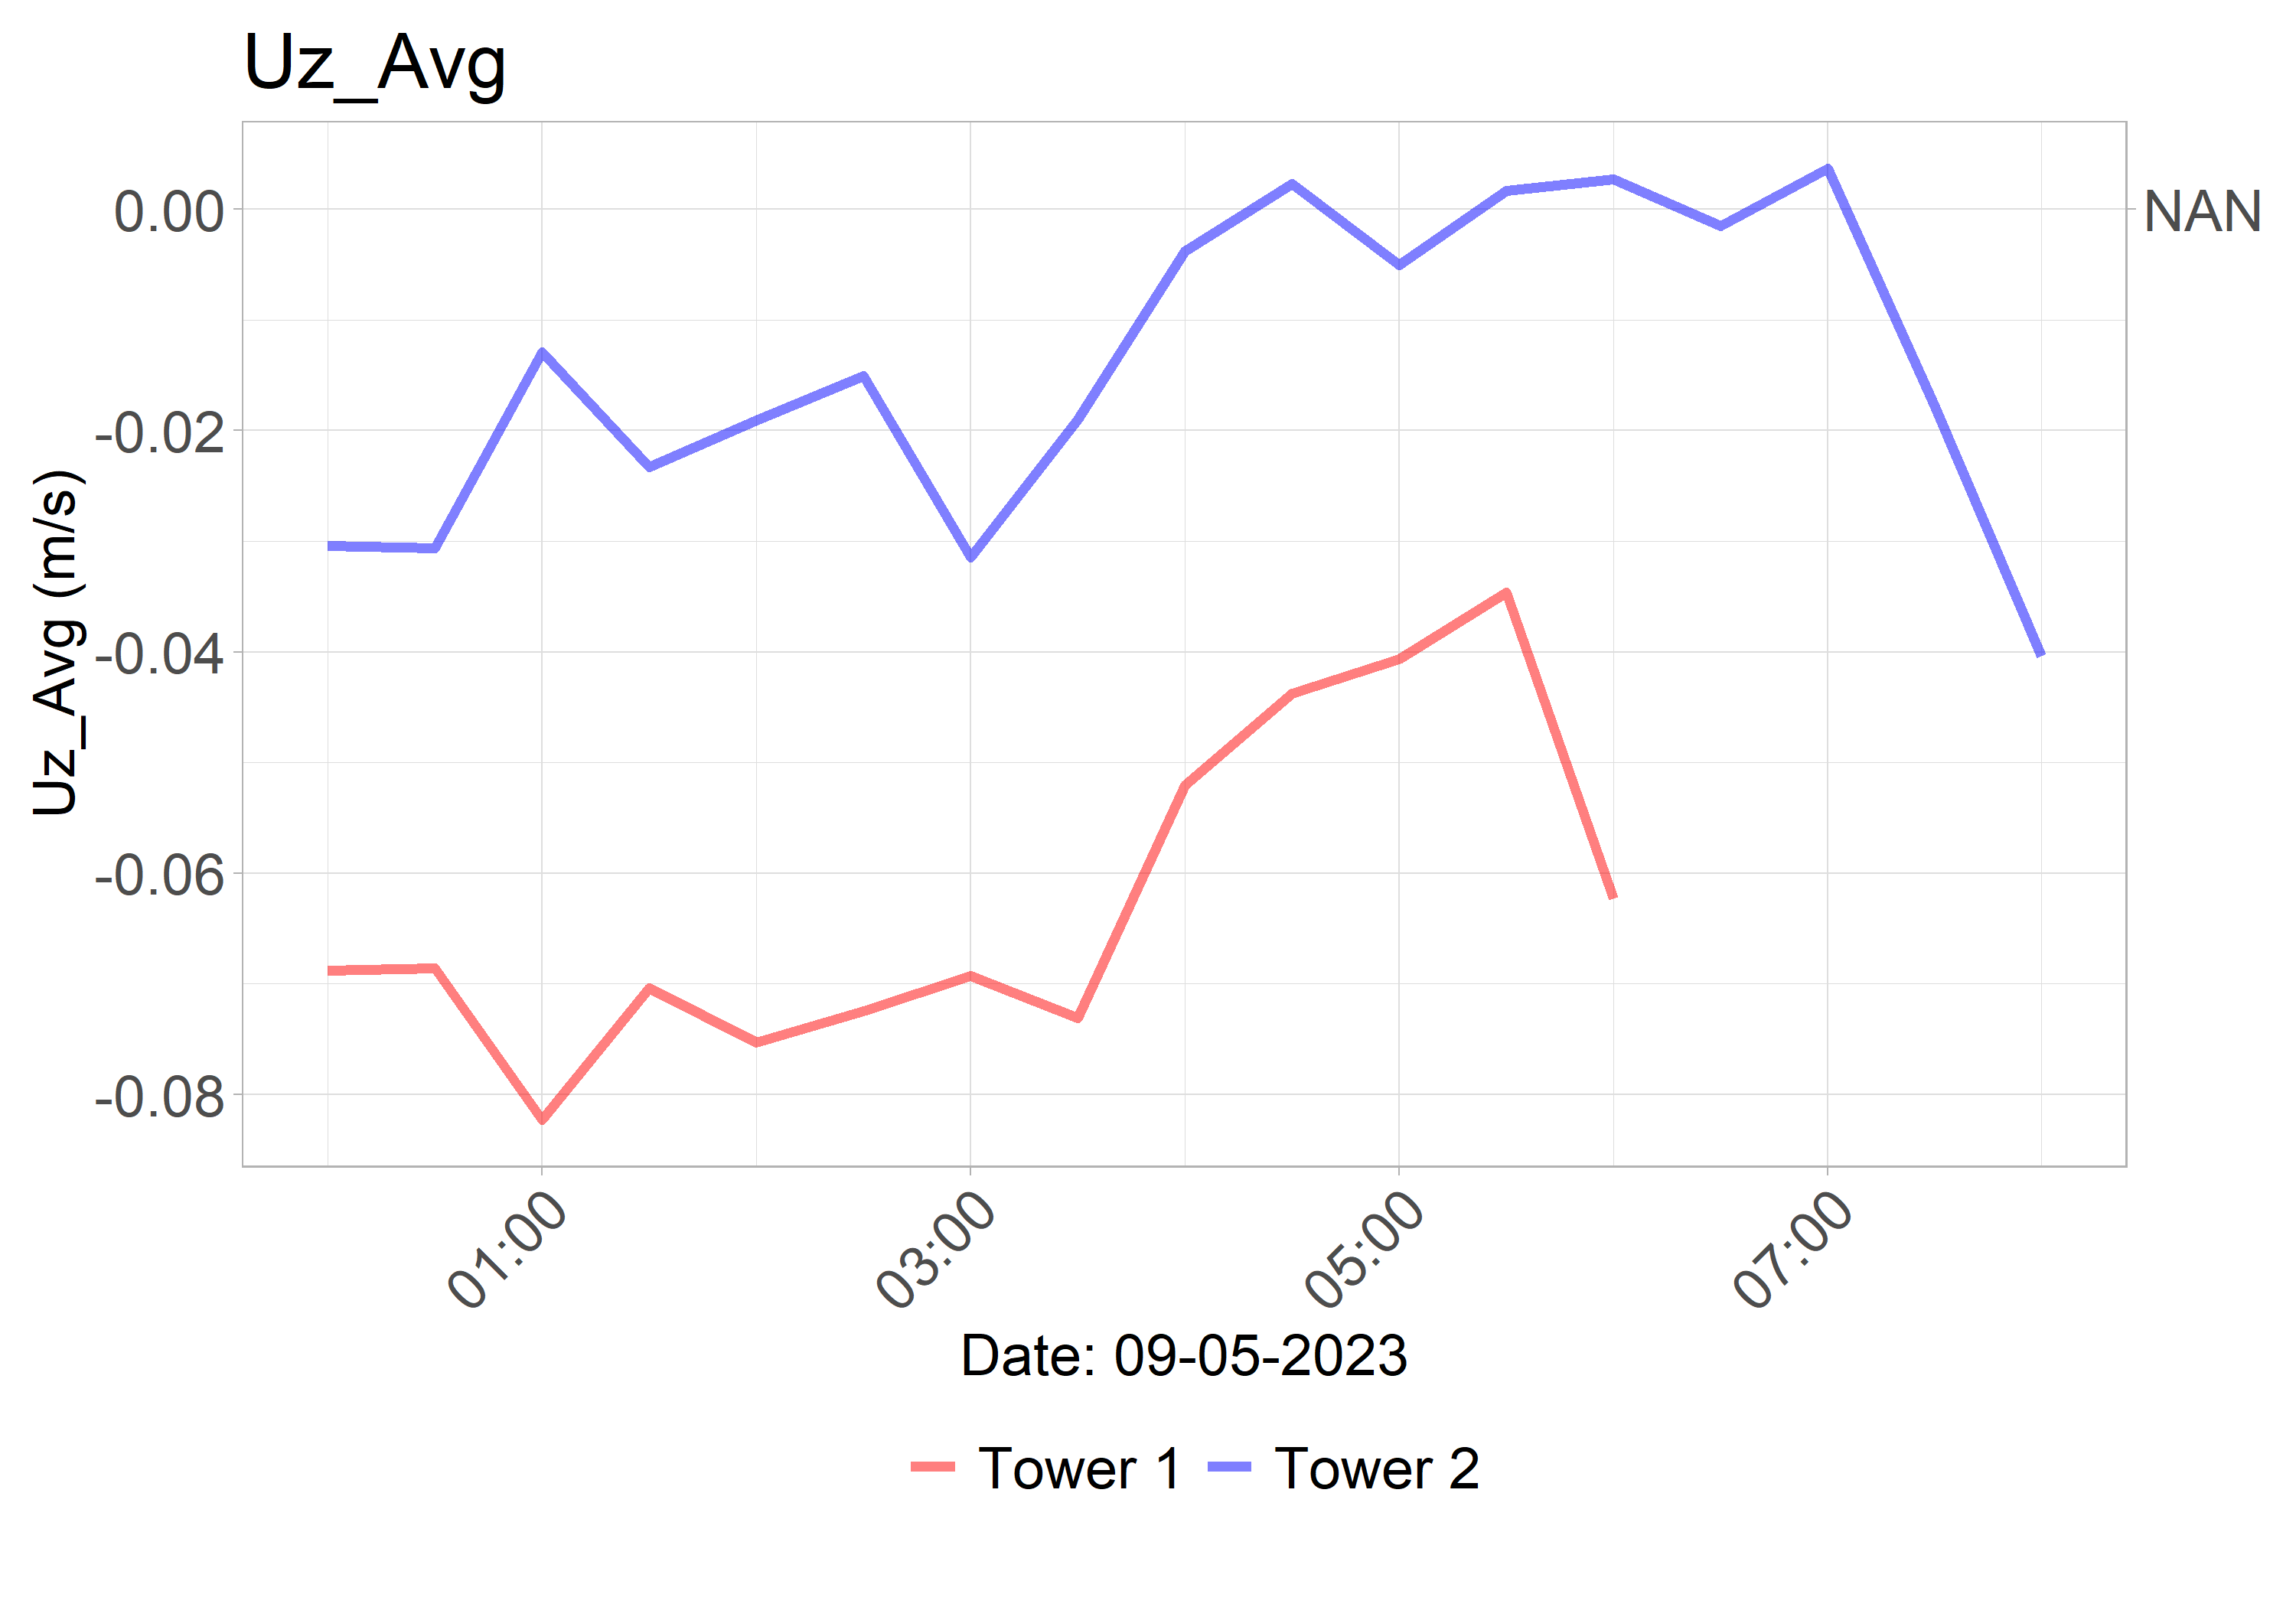 Uz_Avg
Uz_Avg (m/s)
0.00
-0.02
-0.04
-0.06
-0.08
NAN
01:00 03:00 05:00 07:00
Date: 09-05-2023
Tower 1 Tower 2